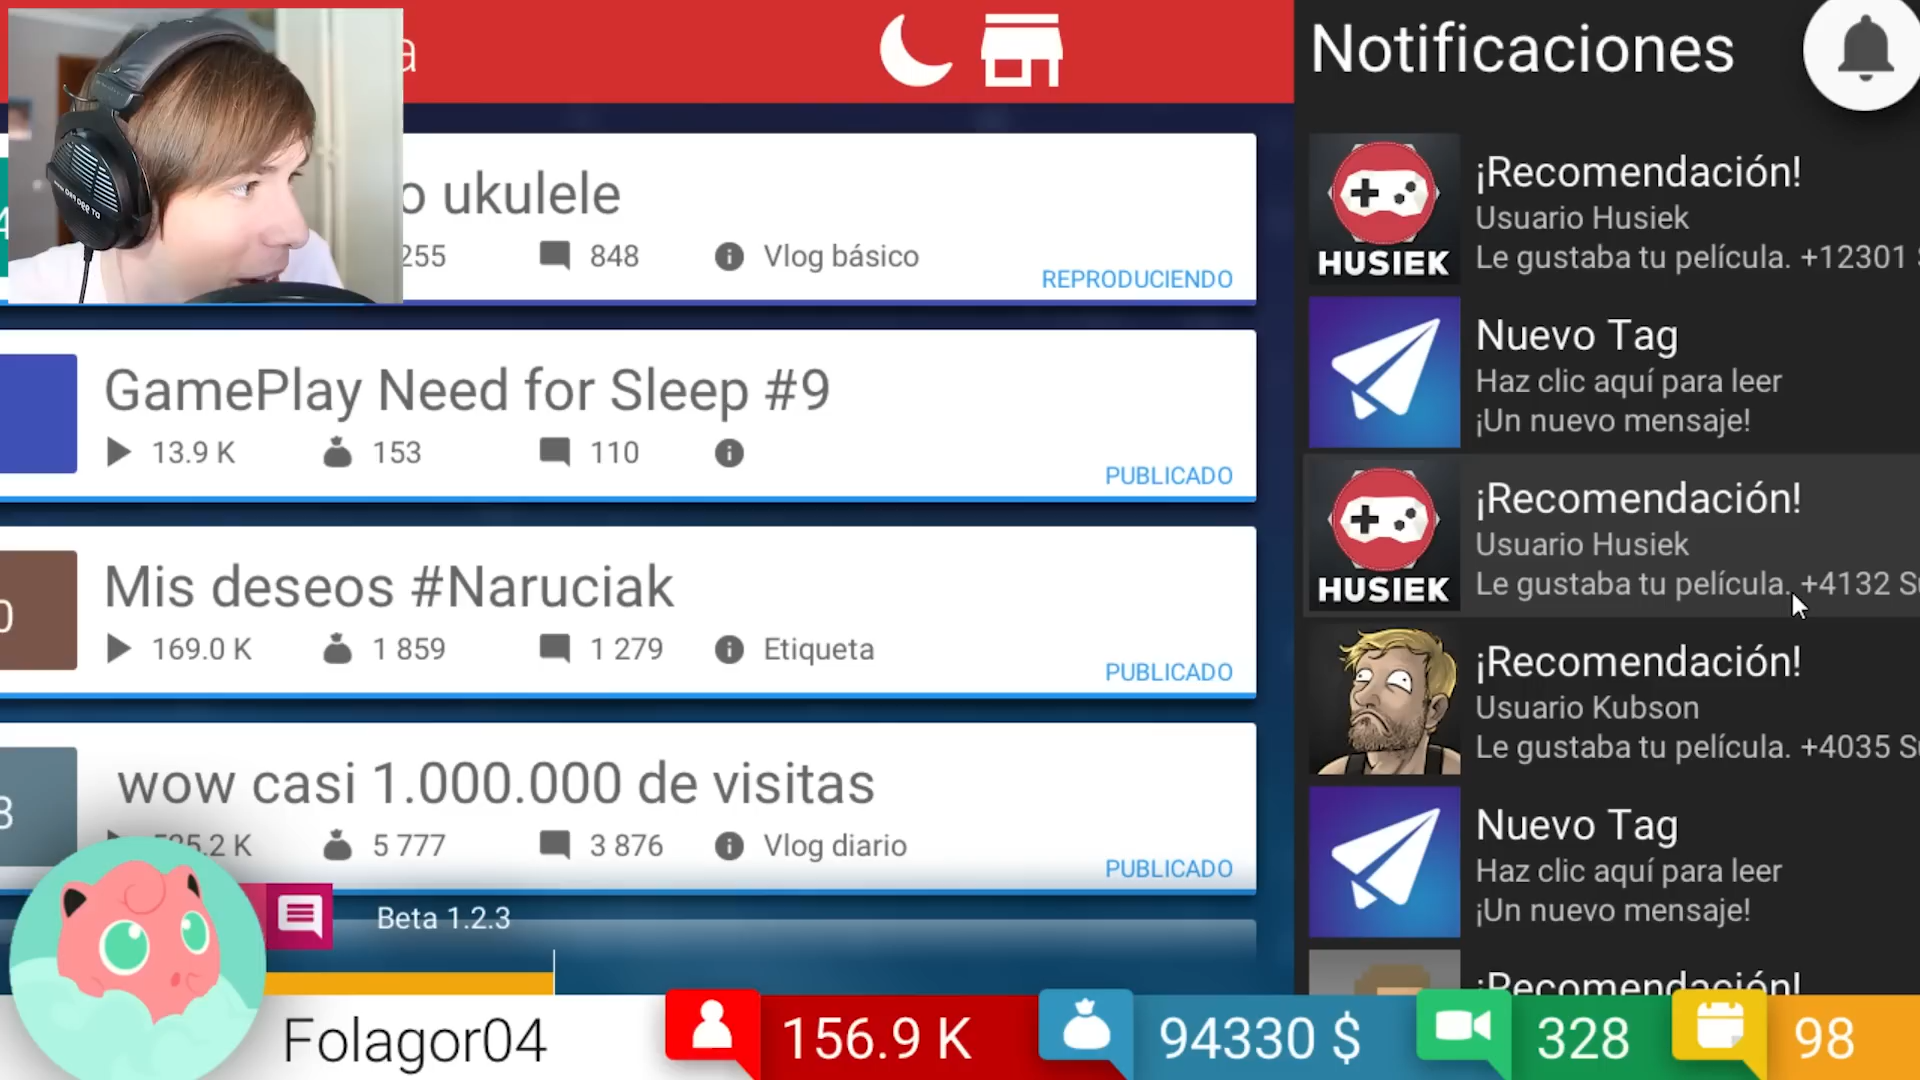 a
Notificaciones
o ukulele
255
848
Vlog básico
REPRODUCIENDO
GamePlay Need for Sleep #9
13.9 K
153
110
PUBLICADO
Mis deseos #Naruciak
169.0 K
1 859
1 279
Etiqueta
PUBLICADO
wow casi 1.000.000 de visitas
5 777
3 876
Vlog diario
PUBLICADO
Beta 1.2.3
¡Recomendación!
Usuario Husiek
Le gustaba tu película. +12301
HUSIEK
Nuevo Tag
Haz clic aquí para leer
¡Un nuevo mensaje!
¡Recomendación!
Usuario Husiek
Le gustaba tu película. +4132 Su
HUSIEK
¡Recomendación!
Usuario Kubson
Le gustaba tu película. +4035 Su
Nuevo Tag
Haz clic aquí para leer
¡Un nuevo mensaje!
¡Recomendación!
Folagor04
156.9 K
94330 $
328
98